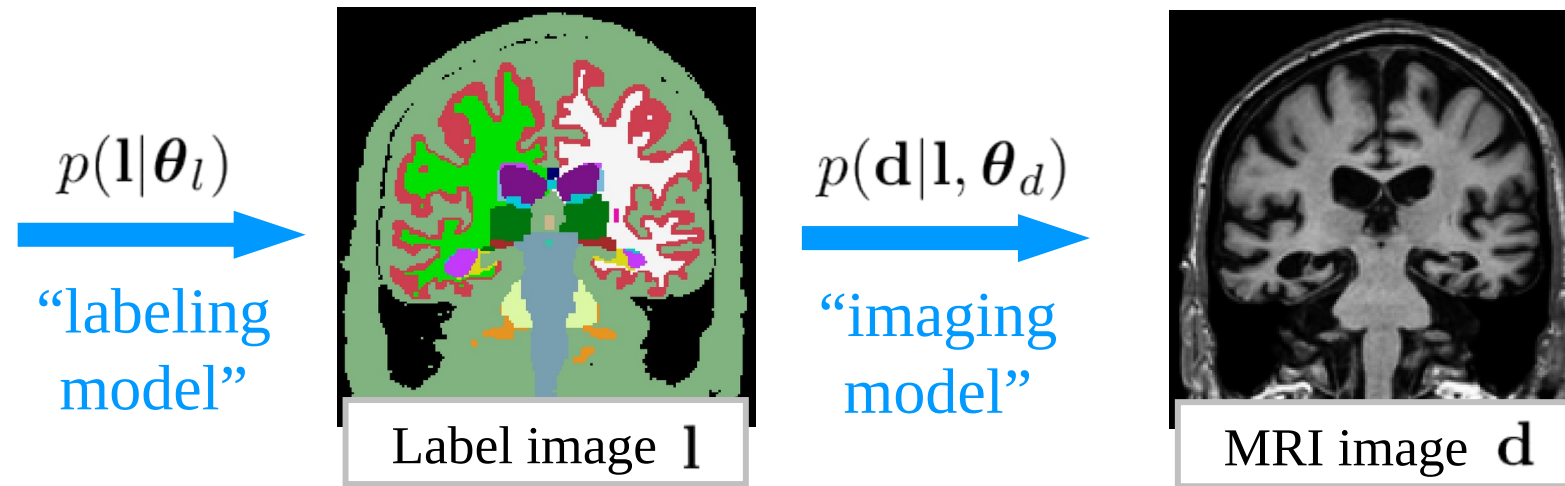 p(l|θ_l)
“labeling
model”
Label image l
p(d|l, θ_d)
“imaging
model”
MRI image d